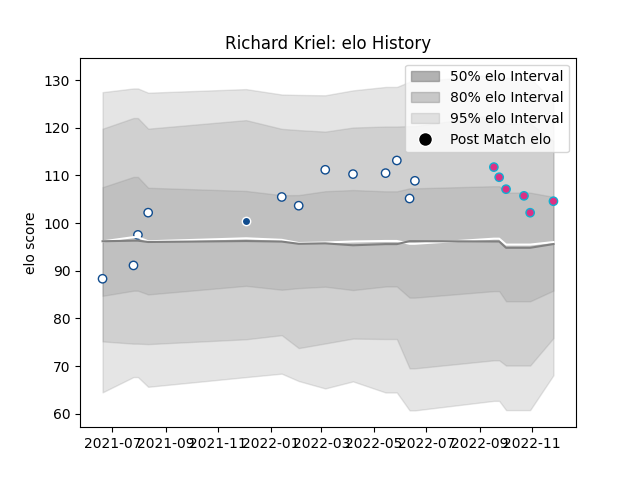 Richard Kriel: elo History
50% elo Interval
80% elo Interval
95% elo Interval
Post Match elo
elo score
130
120
110
100
90
80
70
60
2021-07 2021-09 2021-11 2022-01 2022-03 2022-05 2022-07 2022-09 2022-11